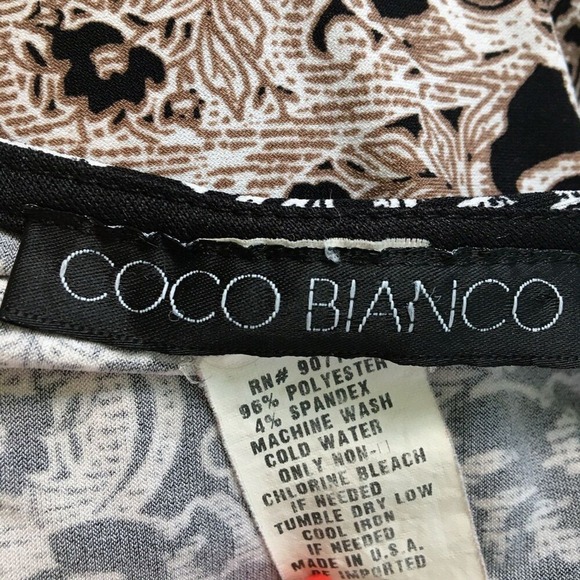 COCO BIANCO
RN#
96% POLYESTER
4% SPANDEX
MACHINE WASH
COLD WATER
ONLY NON-
CHLORINE BLEACH
IF NEEDED
TUMBLE DRY LOW
COOL IRON
IF NEEDED
MADE IN U.S.A.